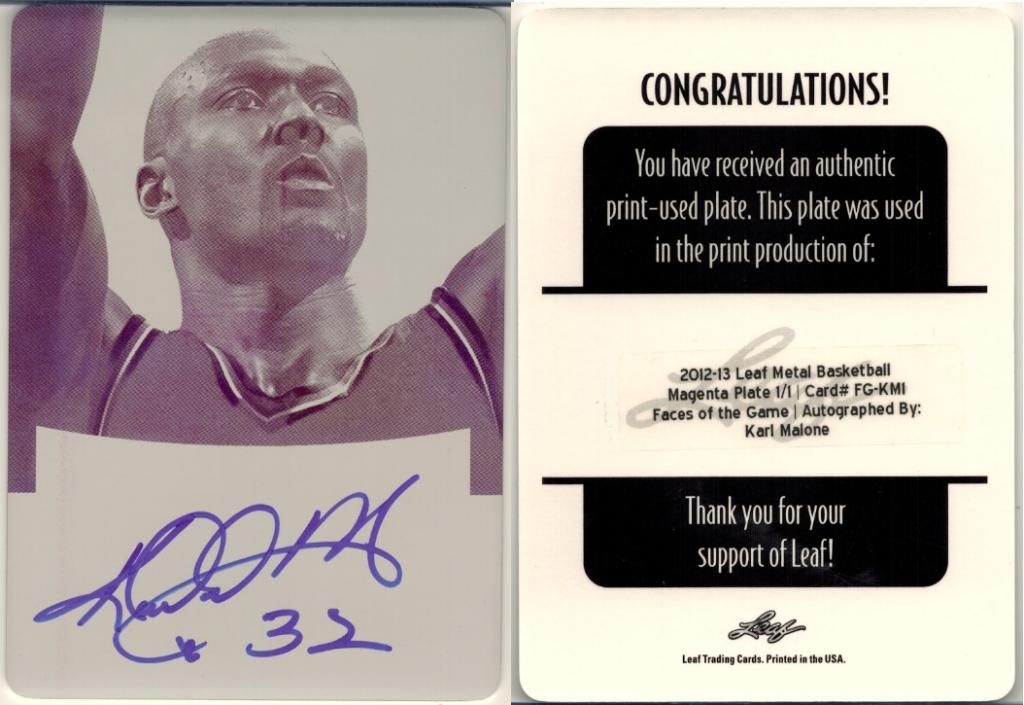 Karl M
32
CONGRATULATIONS!
You have received an authentic
print-used plate. This plate was used
in the print production of:
2012-13 Leaf Metal Basketball
Magenta Plate 1/1 | Card# FG-KM1
Faces of the Game | Autographed By:
Karl Malone
Thank you for your
support of Leaf!
Leaf
Leaf Trading Cards. Printed in the USA.